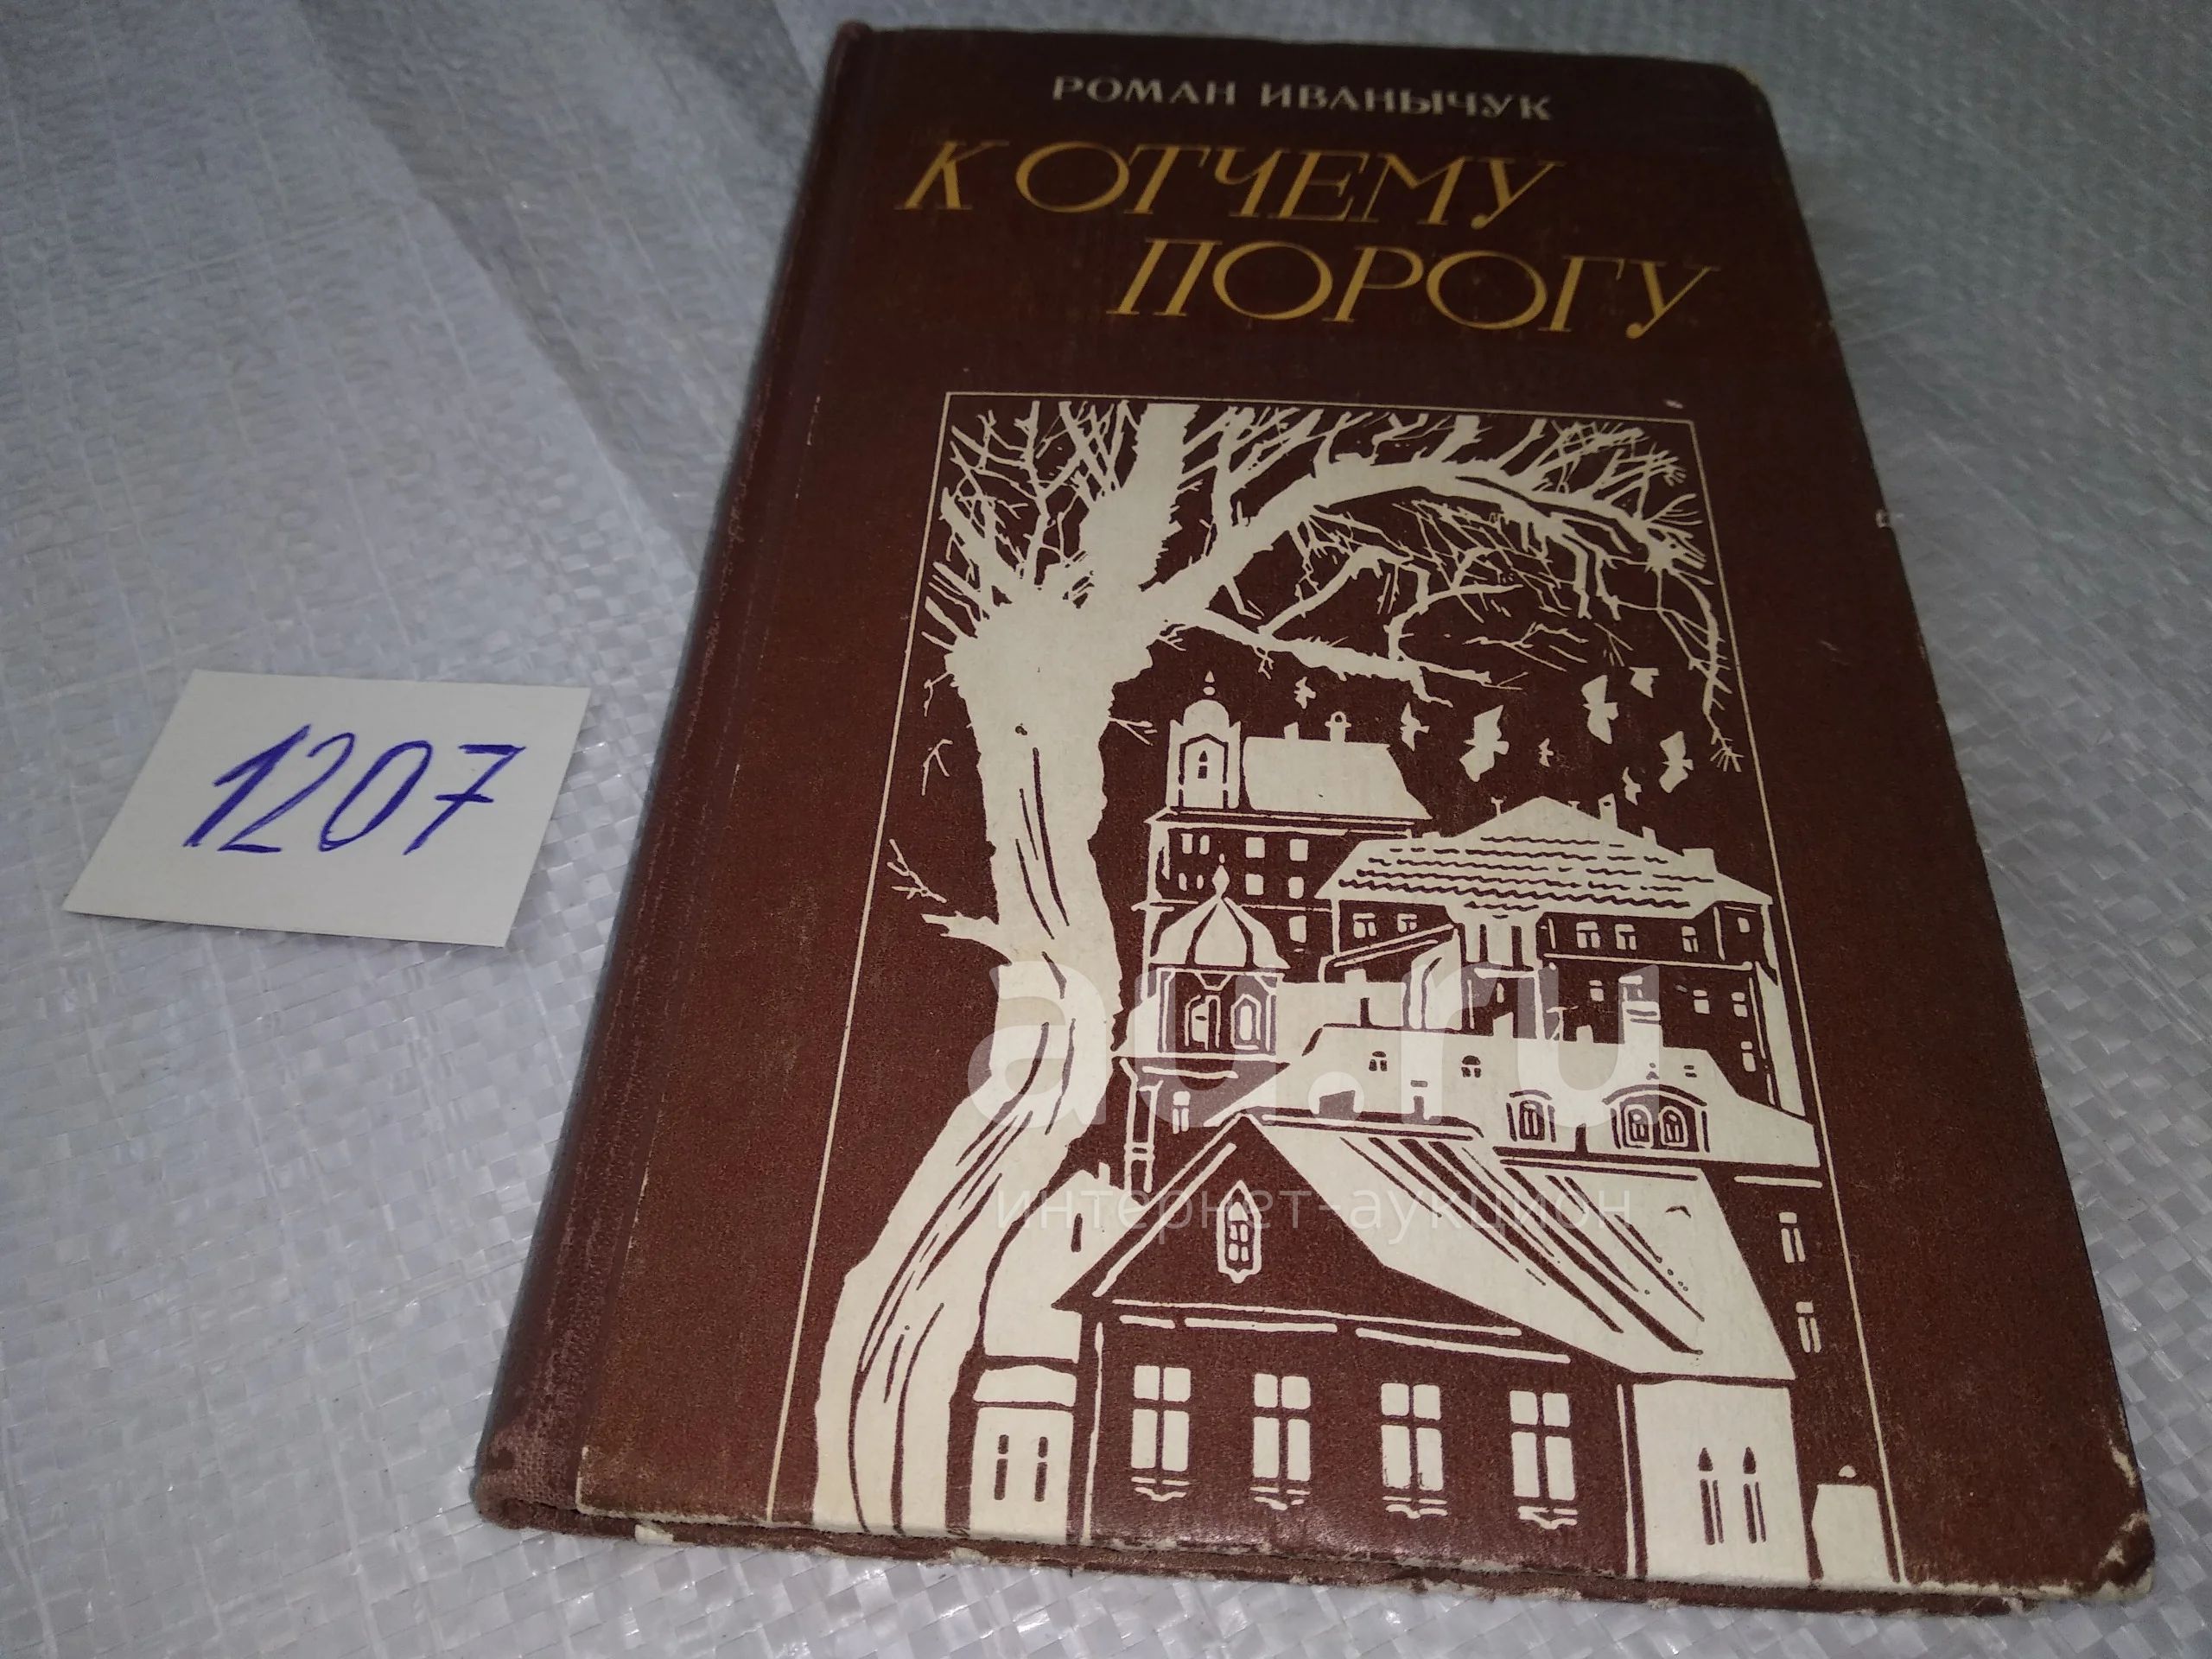 РОМАН ИВАНЫЧУК
К ОТЧЕМУ
ПОРОГУ
1207
au.ru
интернет-аукцион